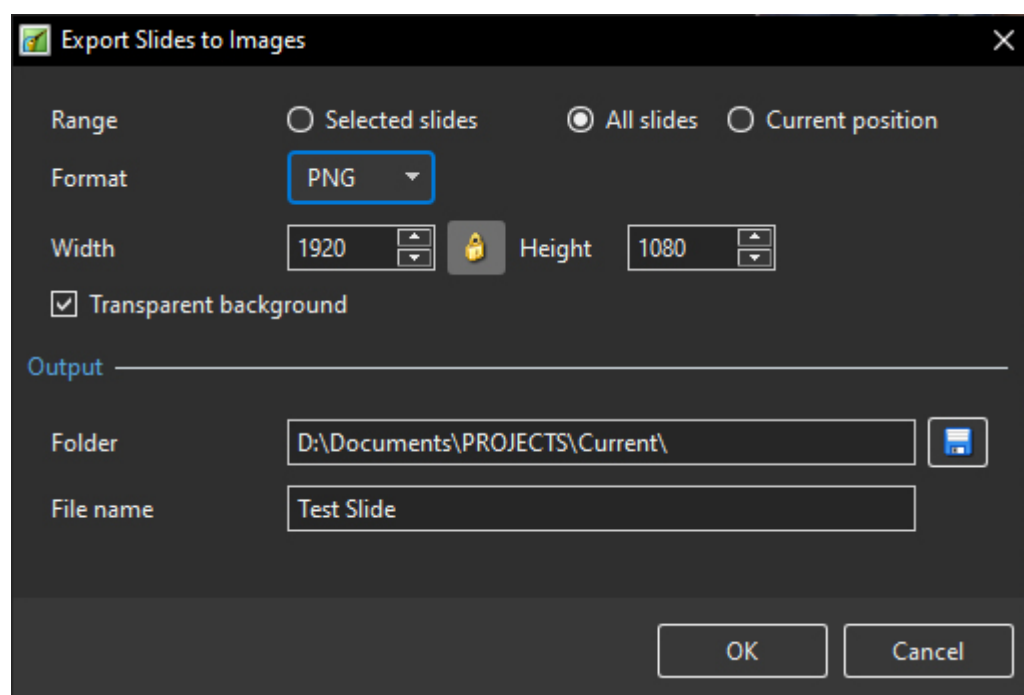 Export Slides to Images
Range Selected slides All slides Current position
Format PNG
Width 1920 Height 1080
Transparent background
Output
Folder D:\Documents\PROJECTS\Current\
File name Test Slide
OK Cancel